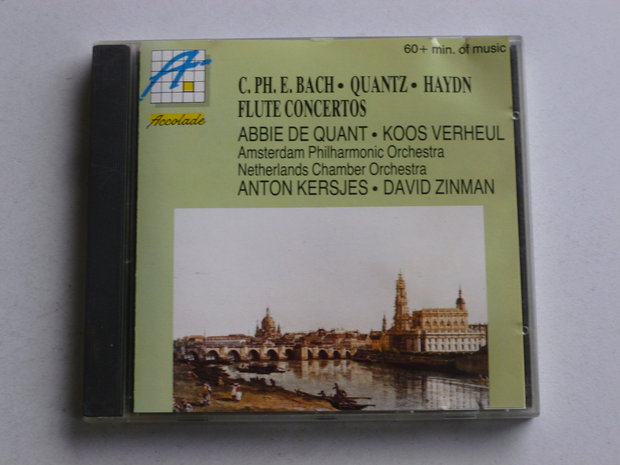 60+ min. of music
Accolade
C. PH. E. BACH • QUANTZ • HAYDN
FLUTE CONCERTOS
ABBIE DE QUANT • KOOS VERHEUL
Amsterdam Philharmonic Orchestra
Netherlands Chamber Orchestra
ANTON KERSJES • DAVID ZINMAN